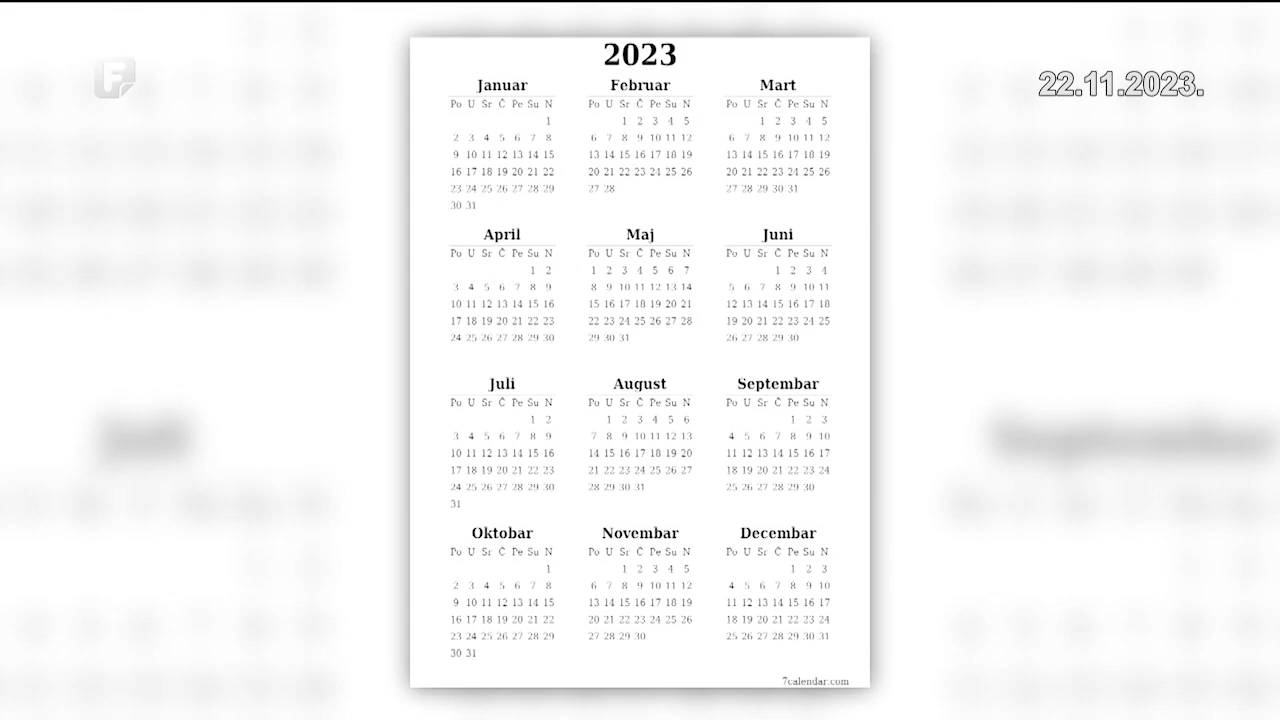 F
22.11.2023.
2023
Januar Februar Mart
Po U Sr Č Pe Su N Po U Sr Č Pe Su N Po U Sr Č Pe Su N
1 1 2 3 4 5 1 2 3 4 5
2 3 4 5 6 7 8 6 7 8 9 10 11 12 6 7 8 9 10 11 12
9 10 11 12 13 14 15 13 14 15 16 17 18 19 13 14 15 16 17 18 19
16 17 18 19 20 21 22 20 21 22 23 24 25 26 20 21 22 23 24 25 26
23 24 25 26 27 28 29 27 28 27 28 29 30 31
30 31
April Maj Juni
Po U Sr Č Pe Su N Po U Sr Č Pe Su N Po U Sr Č Pe Su N
1 2 1 2 3 4 5 6 7 1 2 3 4
3 4 5 6 7 8 9 8 9 10 11 12 13 14 5 6 7 8 9 10 11
10 11 12 13 14 15 16 15 16 17 18 19 20 21 12 13 14 15 16 17 18
17 18 19 20 21 22 23 22 23 24 25 26 27 28 19 20 21 22 23 24 25
24 25 26 27 28 29 30 29 30 31 26 27 28 29 30
Juli August Septembar
Po U Sr Č Pe Su N Po U Sr Č Pe Su N Po U Sr Č Pe Su N
1 2 1 2 3 4 5 6 1 2 3
3 4 5 6 7 8 9 7 8 9 10 11 12 13 4 5 6 7 8 9 10
10 11 12 13 14 15 16 14 15 16 17 18 19 20 11 12 13 14 15 16 17
17 18 19 20 21 22 23 21 22 23 24 25 26 27 18 19 20 21 22 23 24
24 25 26 27 28 29 30 28 29 30 31 25 26 27 28 29 30
31
Oktobar Novembar Decembar
Po U Sr Č Pe Su N Po U Sr Č Pe Su N Po U Sr Č Pe Su N
1 1 2 3 4 5 1 2 3
2 3 4 5 6 7 8 6 7 8 9 10 11 12 4 5 6 7 8 9 10
9 10 11 12 13 14 15 13 14 15 16 17 18 19 11 12 13 14 15 16 17
16 17 18 19 20 21 22 20 21 22 23 24 25 26 18 19 20 21 22 23 24
23 24 25 26 27 28 29 27 28 29 30 25 26 27 28 29 30 31
30 31
7calendar.com